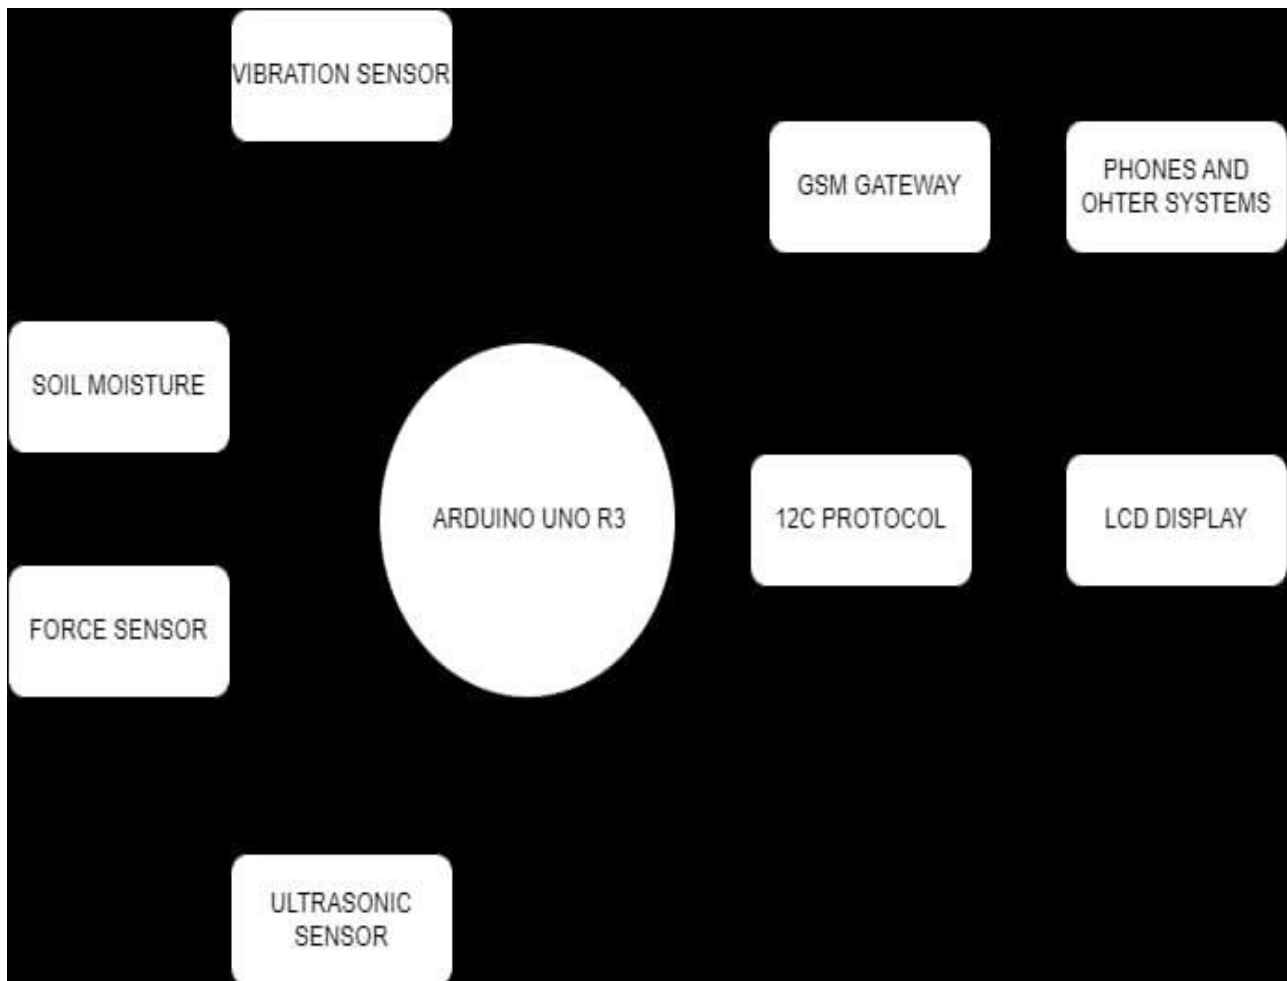 VIBRATION SENSOR
GSM GATEWAY
PHONES AND
OHTER SYSTEMS
SOIL MOISTURE
ARDUINO UNO R3
12C PROTOCOL
LCD DISPLAY
FORCE SENSOR
ULTRASONIC
SENSOR